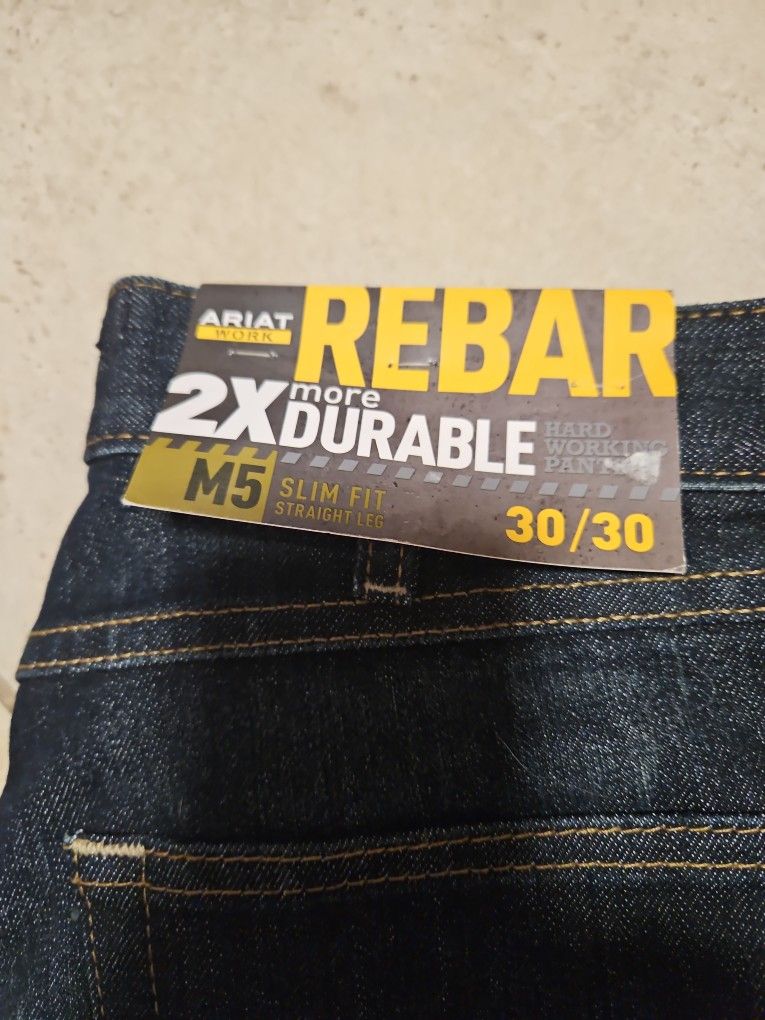 ARIAT
WORK
REBAR
2X more
DURABLE
HARD
WORKING
M5
SLIM FIT
STRAIGHT LEG
30/30